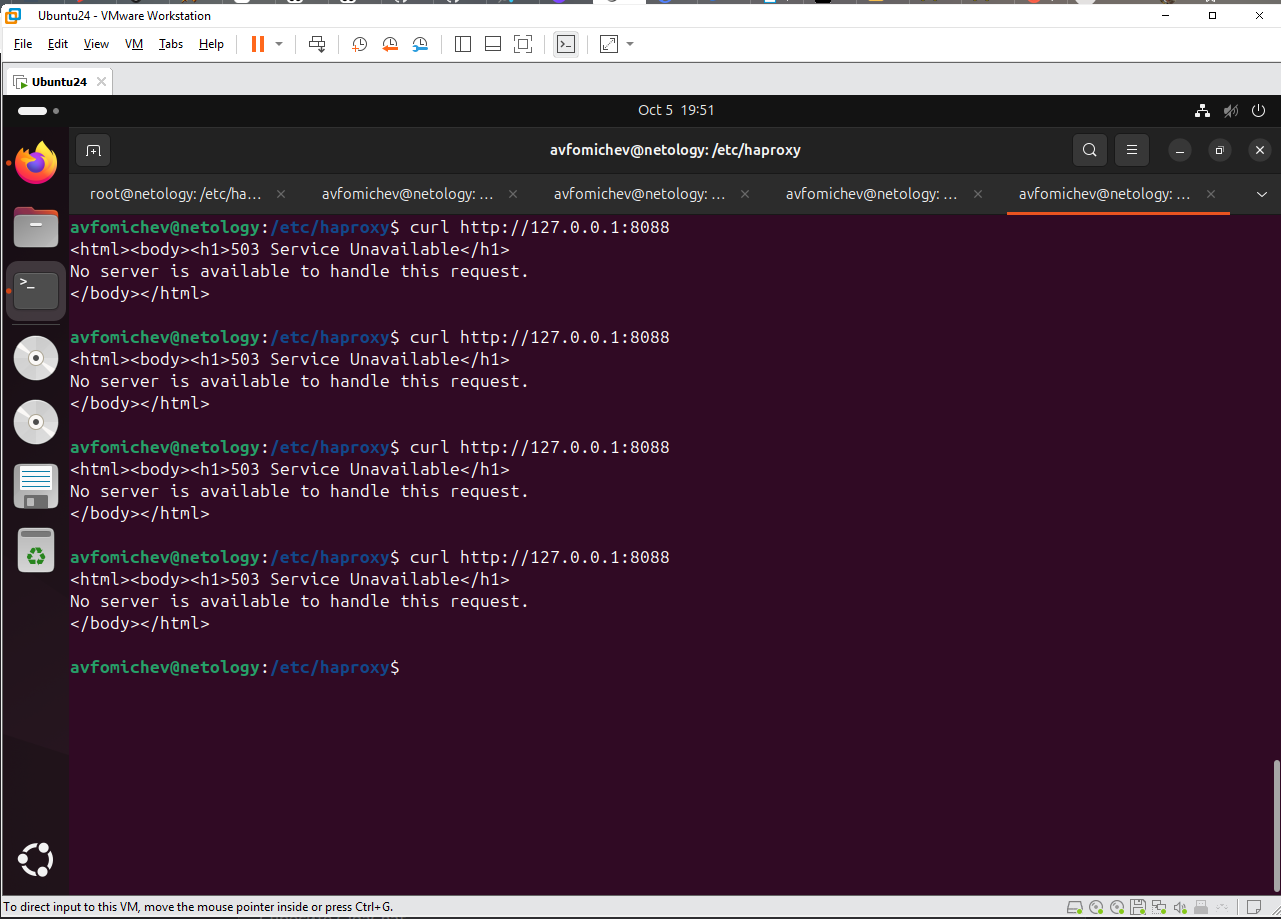 Ubuntu24 - VMware Workstation
File Edit View VM Tabs Help
Ubuntu24
Oct 5 19:51
avfomichev@netology: /etc/haproxy
root@netology: /etc/ha... avfomichev@netology: ... avfomichev@netology: ... avfomichev@netology: ... avfomichev@netology: ...
avfomichev@netology:/etc/haproxy$ curl http://127.0.0.1:8088
<html><body><h1>503 Service Unavailable</h1>
No server is available to handle this request.
</body></html>
avfomichev@netology:/etc/haproxy$ curl http://127.0.0.1:8088
<html><body><h1>503 Service Unavailable</h1>
No server is available to handle this request.
</body></html>
avfomichev@netology:/etc/haproxy$ curl http://127.0.0.1:8088
<html><body><h1>503 Service Unavailable</h1>
No server is available to handle this request.
</body></html>
avfomichev@netology:/etc/haproxy$ curl http://127.0.0.1:8088
<html><body><h1>503 Service Unavailable</h1>
No server is available to handle this request.
</body></html>
avfomichev@netology:/etc/haproxy$
To direct input to this VM, move the mouse pointer inside or press Ctrl+G.